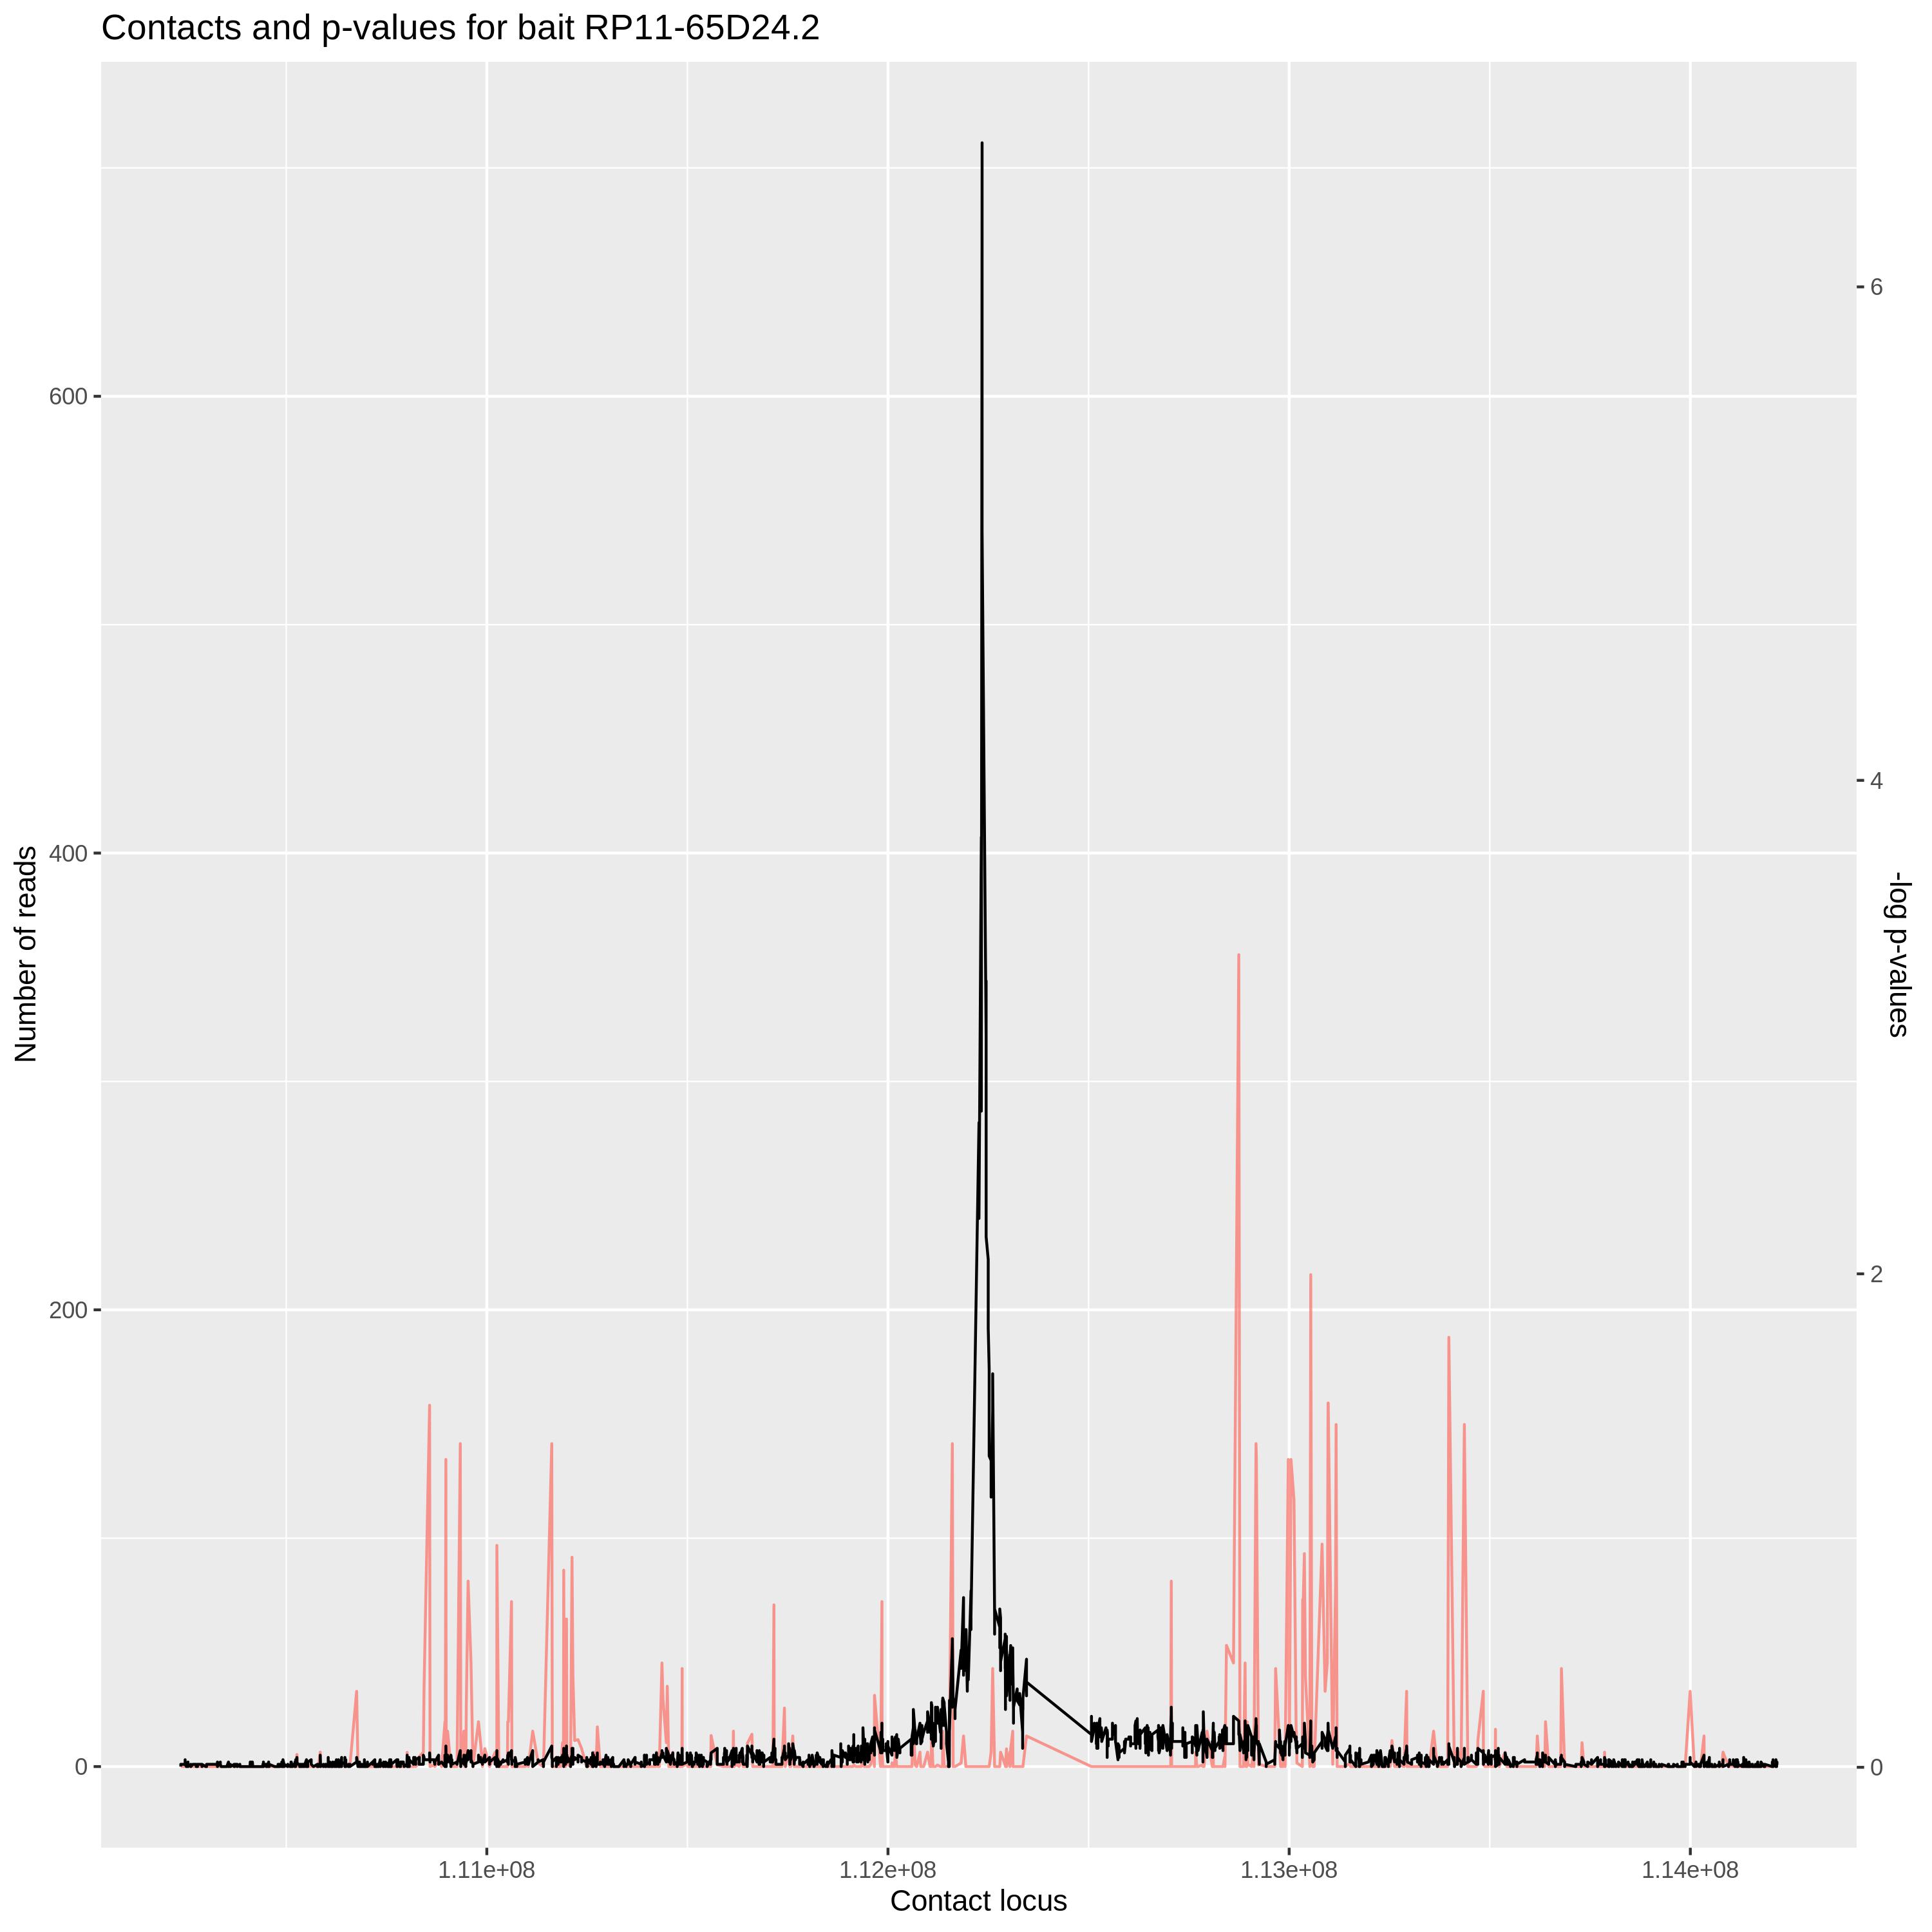 Contacts and p-values for bait RP11-65D24.2
Number of reads
600
400
200
0
6
4
2
0
-log p-values
1.11e+08 1.12e+08 1.13e+08 1.14e+08
Contact locus